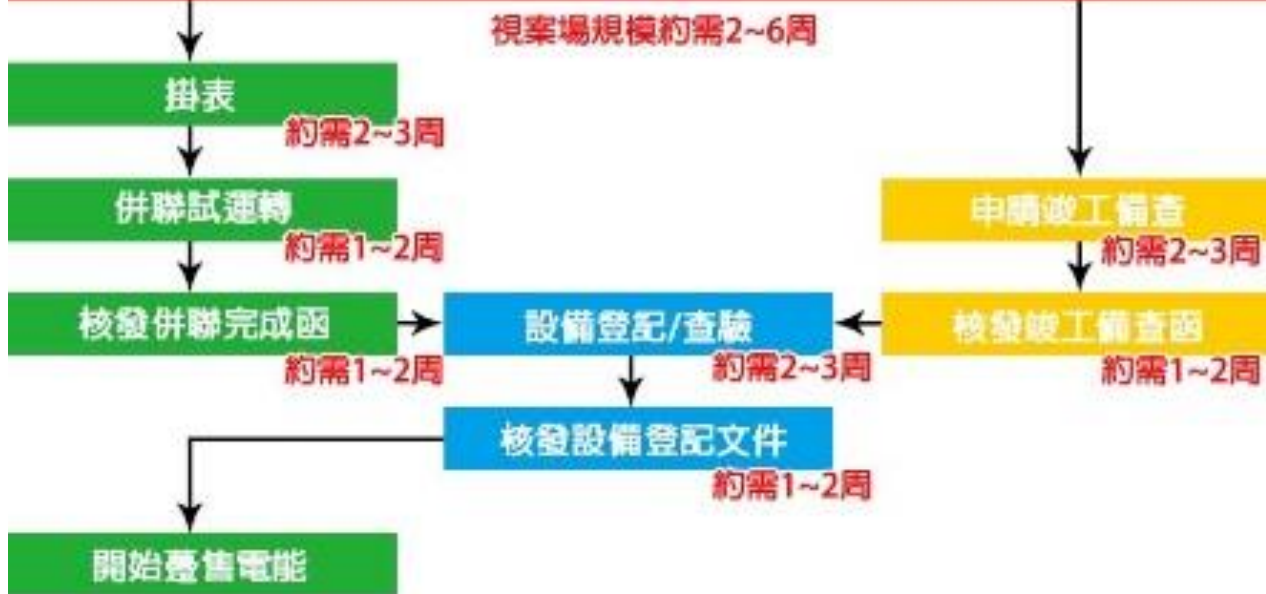 視案場規模約需2~6周
掛表
約需2~3周
併聯試運轉
約需1~2周
申請竣工備查
約需2~3周
核發併聯完成函
約需1~2周
設備登記/查驗
約需2~3周
核發竣工備查函
約需1~2周
核發設備登記文件
約需1~2周
開始躉售電能